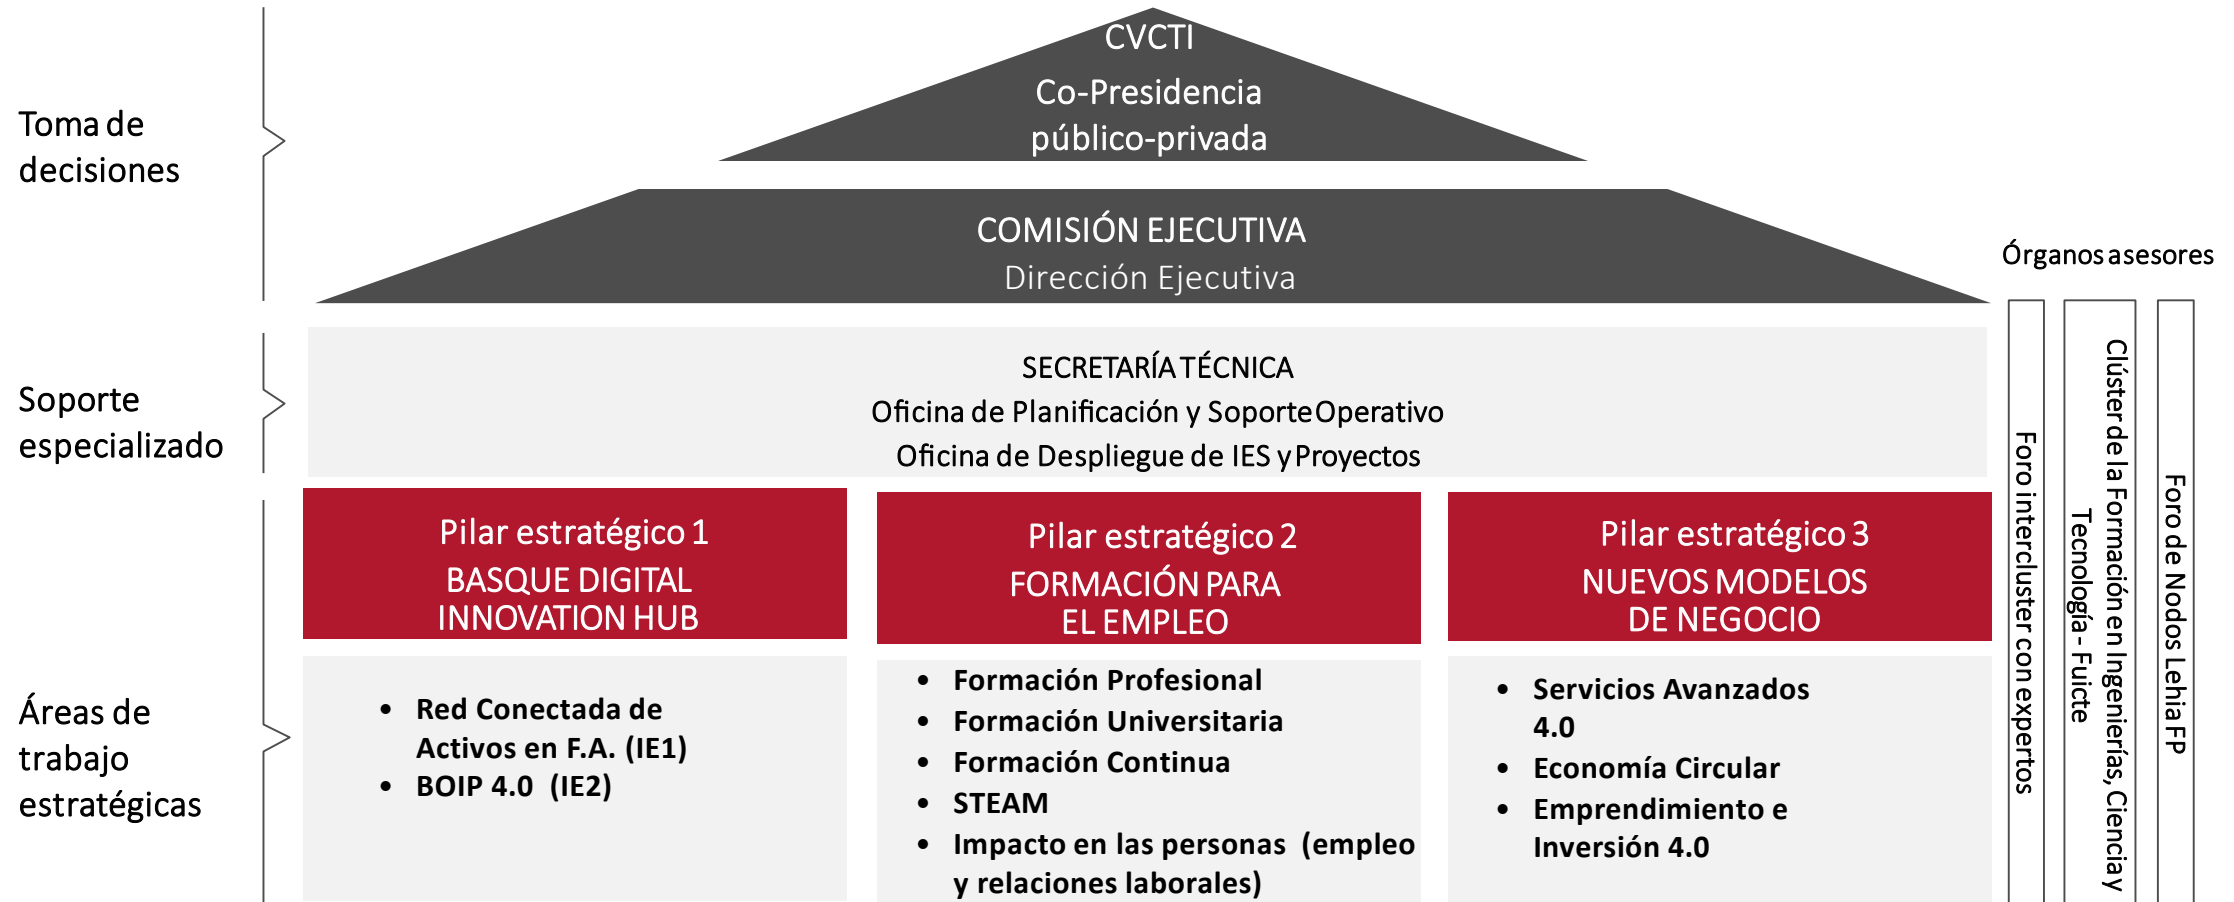 CVCTI
Co-Presidencia
público-privada
Toma de
decisiones
COMISIÓN EJECUTIVA
Dirección Ejecutiva
Órganos asesores
Soporte
especializado
SECRETARÍA TÉCNICA
Oficina de Planificación y Soporte Operativo
Oficina de Despliegue de IES y Proyectos
Áreas de
trabajo
estratégicas
Pilar estratégico 1
BASQUE DIGITAL
INNOVATION HUB
• Red Conectada de
Activos en F.A. (IE1)
• BOIP 4.0 (IE2)
Pilar estratégico 2
FORMACIÓN PARA
EL EMPLEO
• Formación Profesional
• Formación Universitaria
• Formación Continua
• STEAM
• Impacto en las personas (empleo
y relaciones laborales)
Pilar estratégico 3
NUEVOS MODELOS
DE NEGOCIO
• Servicios Avanzados
4.0
• Economía Circular
• Emprendimiento e
Inversión 4.0
Foro intercluster con expertos
Clúster de la Formación en Ingenierías, Ciencia y
Tecnología - Fuicte
Foro de Nodos Lehia FP